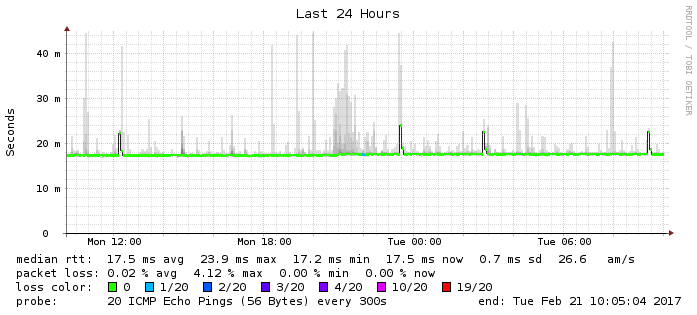 Last 24 Hours
RRDTOOL / TOBI OETIKER
Seconds
40 m
30 m
20 m
10 m
0
Mon 12:00 Mon 18:00 Tue 00:00 Tue 06:00
median rtt: 17.5 ms avg 23.9 ms max 17.2 ms min 17.5 ms now 0.7 ms sd 26.6 am/s
packet loss: 0.02 % avg 4.12 % max 0.00 % min 0.00 % now
loss color: 0 1/20 2/20 3/20 4/20 10/20 19/20
probe: 20 ICMP Echo Pings (56 Bytes) every 300s end: Tue Feb 21 10:05:04 2017